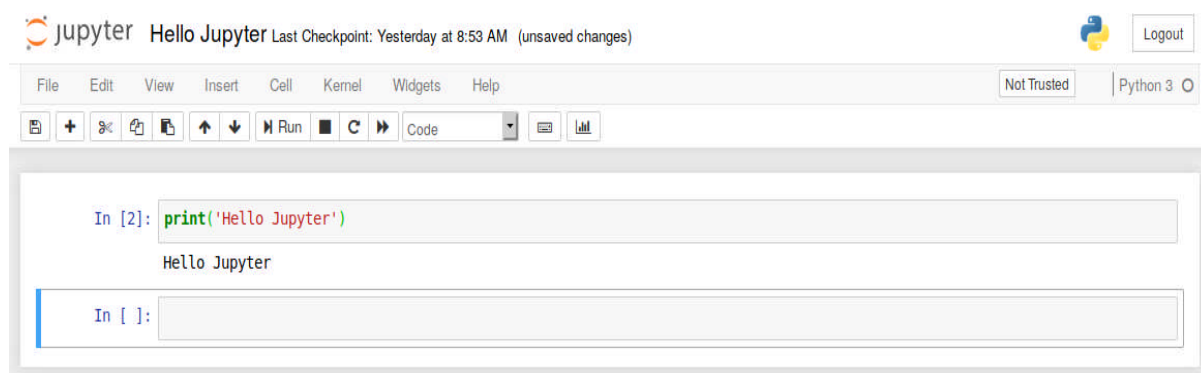 jupyter Hello Jupyter Last Checkpoint: Yesterday at 8:53 AM (unsaved changes) Logout
File Edit View Insert Cell Kernel Widgets Help Not Trusted Python 3
Run Code
In [2]: print('Hello Jupyter')
Hello Jupyter
In [ ]: